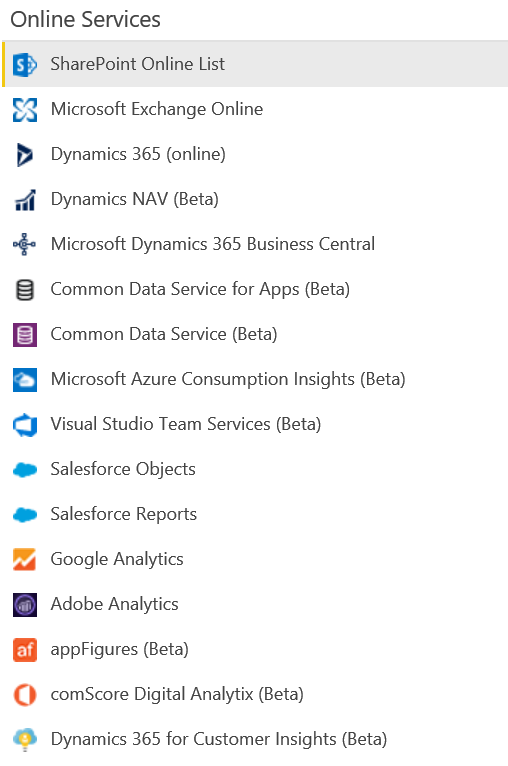 Online Services
SharePoint Online List
Microsoft Exchange Online
Dynamics 365 (online)
Dynamics NAV (Beta)
Microsoft Dynamics 365 Business Central
Common Data Service for Apps (Beta)
Common Data Service (Beta)
Microsoft Azure Consumption Insights (Beta)
Visual Studio Team Services (Beta)
Salesforce Objects
Salesforce Reports
Google Analytics
Adobe Analytics
af appFigures (Beta)
comScore Digital Analytix (Beta)
Dynamics 365 for Customer Insights (Beta)